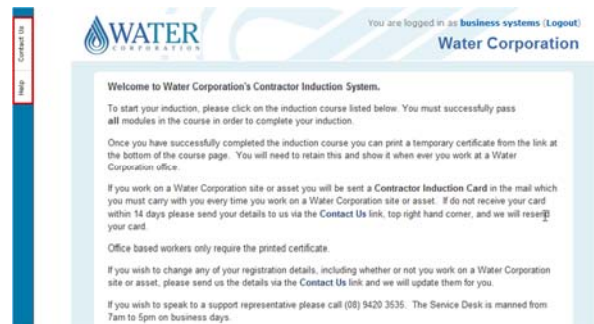 Contact Us
Help
WATER
CORPORATION
You are logged in as business systems (Logout)
Water Corporation
Welcome to Water Corporation's Contractor Induction System.
To start your induction, please click on the induction course listed below. You must successfully pass
all modules in the course in order to complete your induction.
Once you have successfully completed the induction course you can print a temporary certificate from the link at
the bottom of the course page. You will need to retain this and show it when ever you work at a Water
Corporation office.
If you work on a Water Corporation site or asset you will be sent a Contractor Induction Card in the mail which
you must carry with you every time you work on a Water Corporation site or asset. If do not receive your card
within 14 days please send your details to us via the Contact Us link, top right hand corner, and we will resend
your card.
Office based workers only require the printed certificate.
If you wish to change any of your registration details, including whether or not you work on a Water Corporation
site or asset, please send us the details via the Contact Us link and we will update them for you.
If you wish to speak to a support representative please call (08) 9420 3535. The Service Desk is manned from
7am to 5pm on business days.